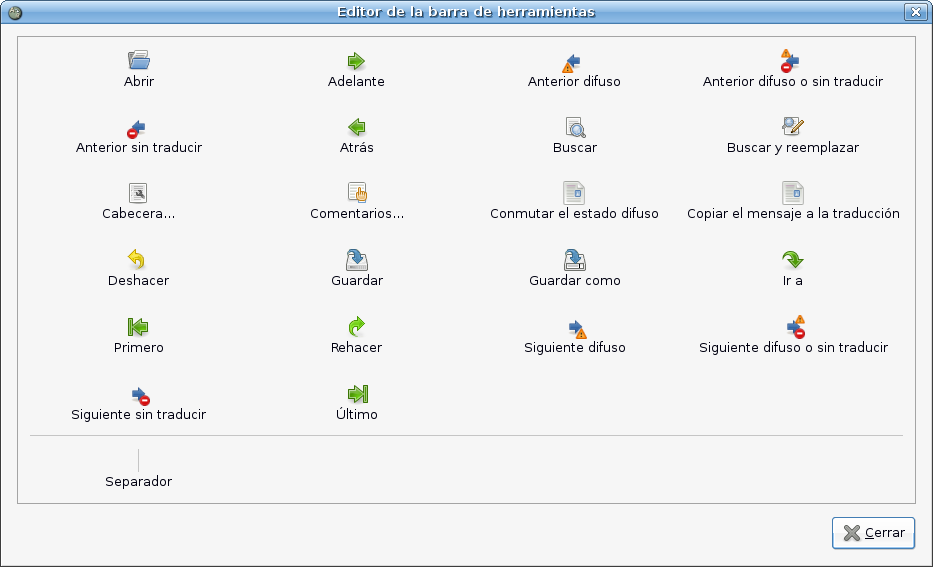 Editor de la barra de herramientas
Abrir
Adelante
Anterior difuso
Anterior difuso o sin traducir
Anterior sin traducir
Atrás
Buscar
Buscar y reemplazar
Cabecera...
Comentarios...
Conmutar el estado difuso
Copiar el mensaje a la traducción
Deshacer
Guardar
Guardar como
Ir a
Primero
Rehacer
Siguiente difuso
Siguiente difuso o sin traducir
Siguiente sin traducir
Último
Separador
Cerrar